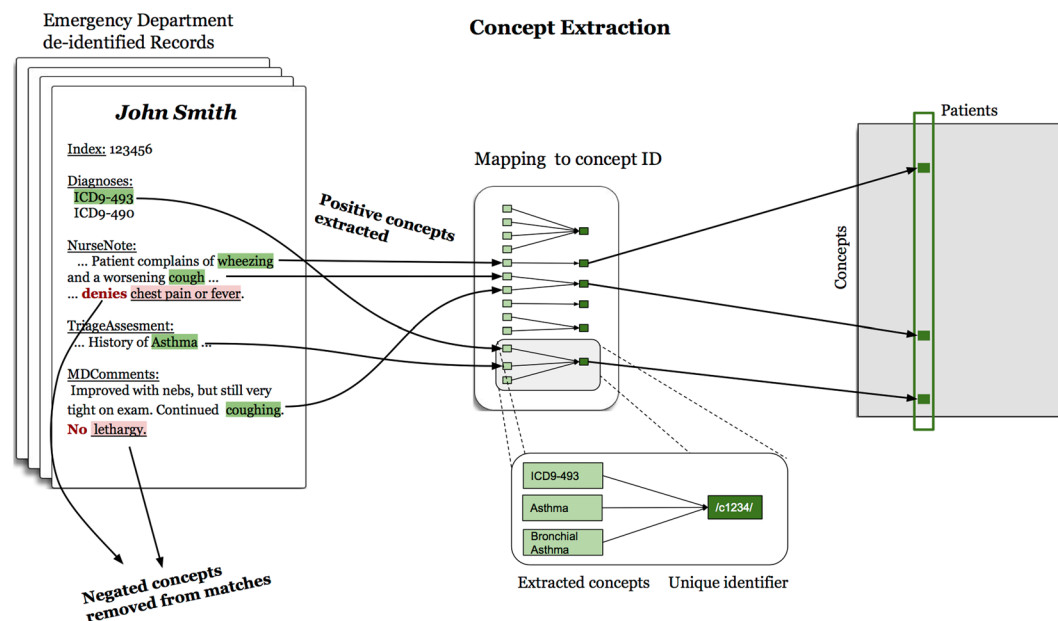 Emergency Department
de-identified Records
Concept Extraction
John Smith
Index: 123456
Diagnoses:
ICD9-493
ICD9-490
NurseNote:
... Patient complains of wheezing
and a worsening cough ...
... denies chest pain or fever.
TriageAssesment:
... History of Asthma ...
MDComments:
Improved with nebs, but still very
tight on exam. Continued coughing.
No lethargy.
Negated concepts
removed from matches
Positive concepts
extracted
Mapping to concept ID
ICD9-493
Asthma
Bronchial
Asthma
/c1234/
Extracted concepts
Unique identifier
Patients
Concepts